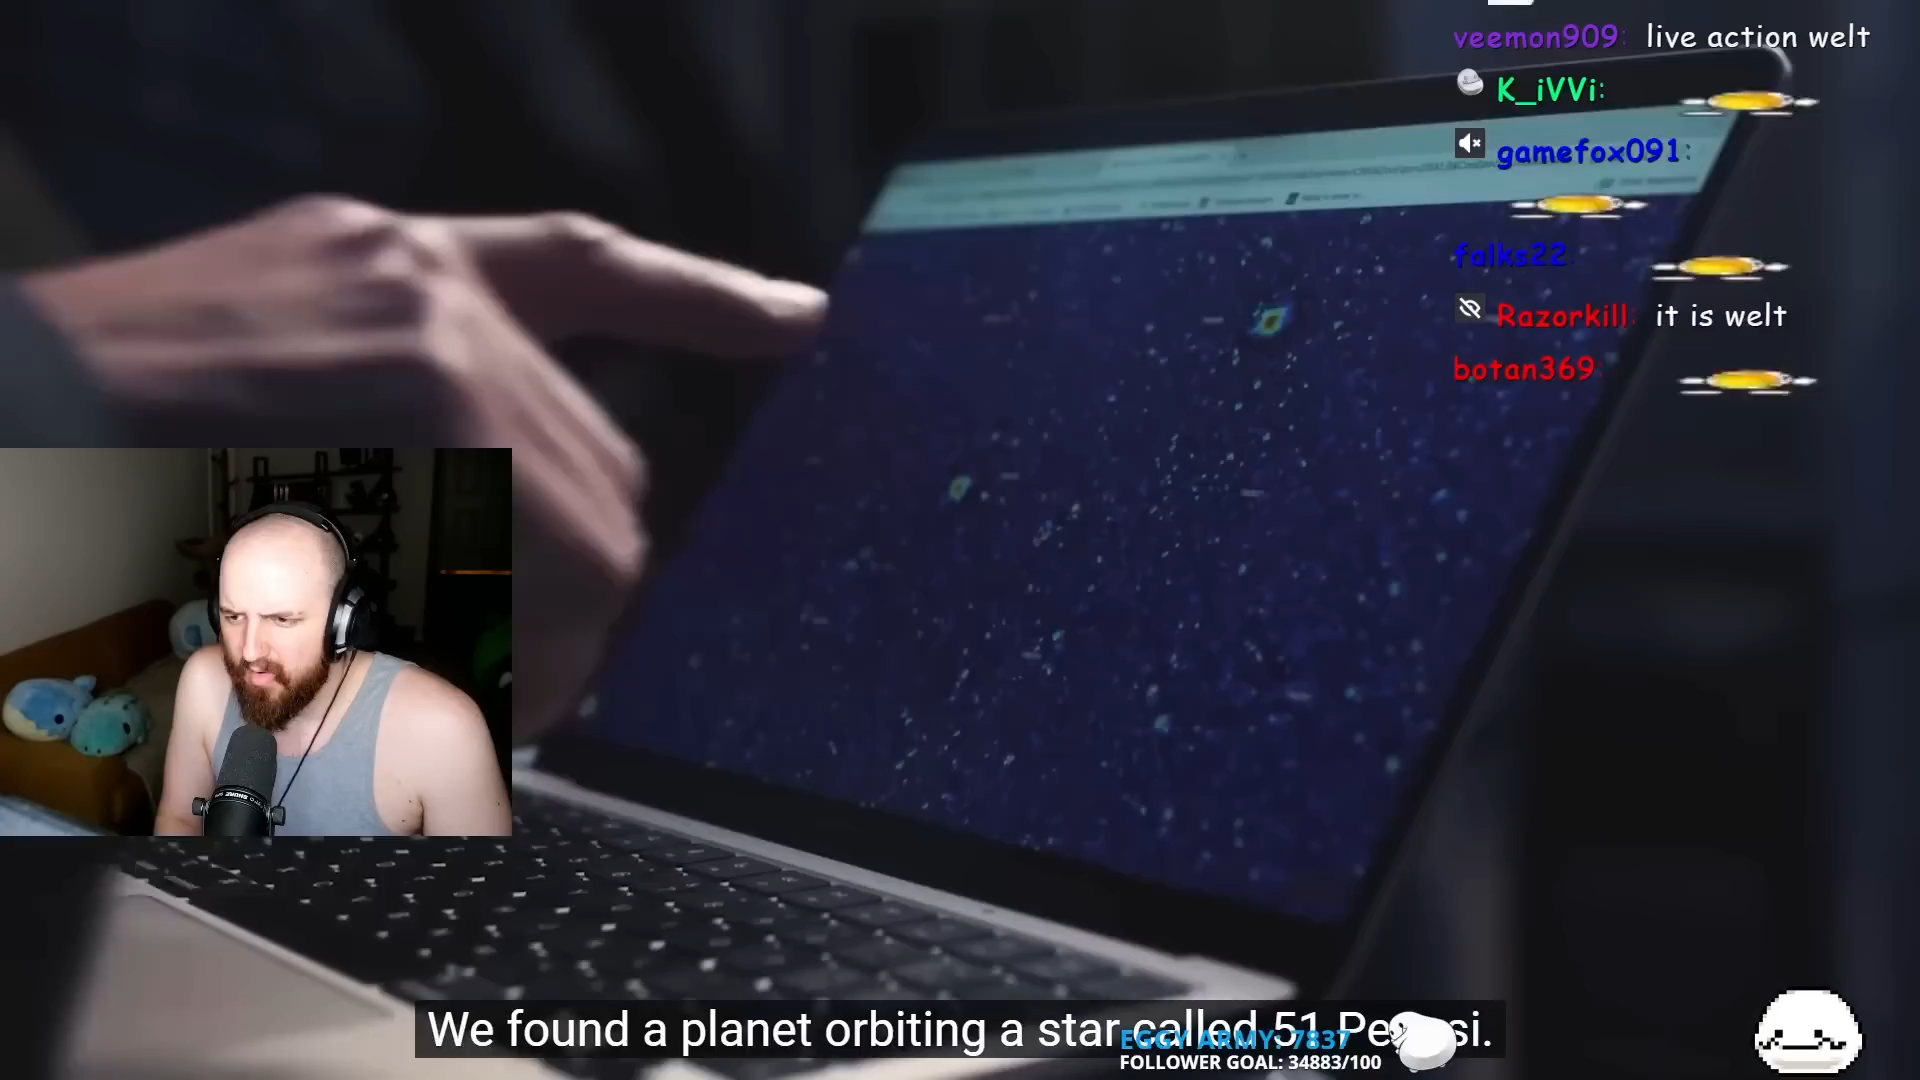 veemon909: live action welt
K_iVVi:
gamefox091:
falks22:
Razorkill: it is welt
botan369:
We found a planet orbiting a star called 51 Pe si.
EGGY ARMY: 7837
FOLLOWER GOAL: 34883/100